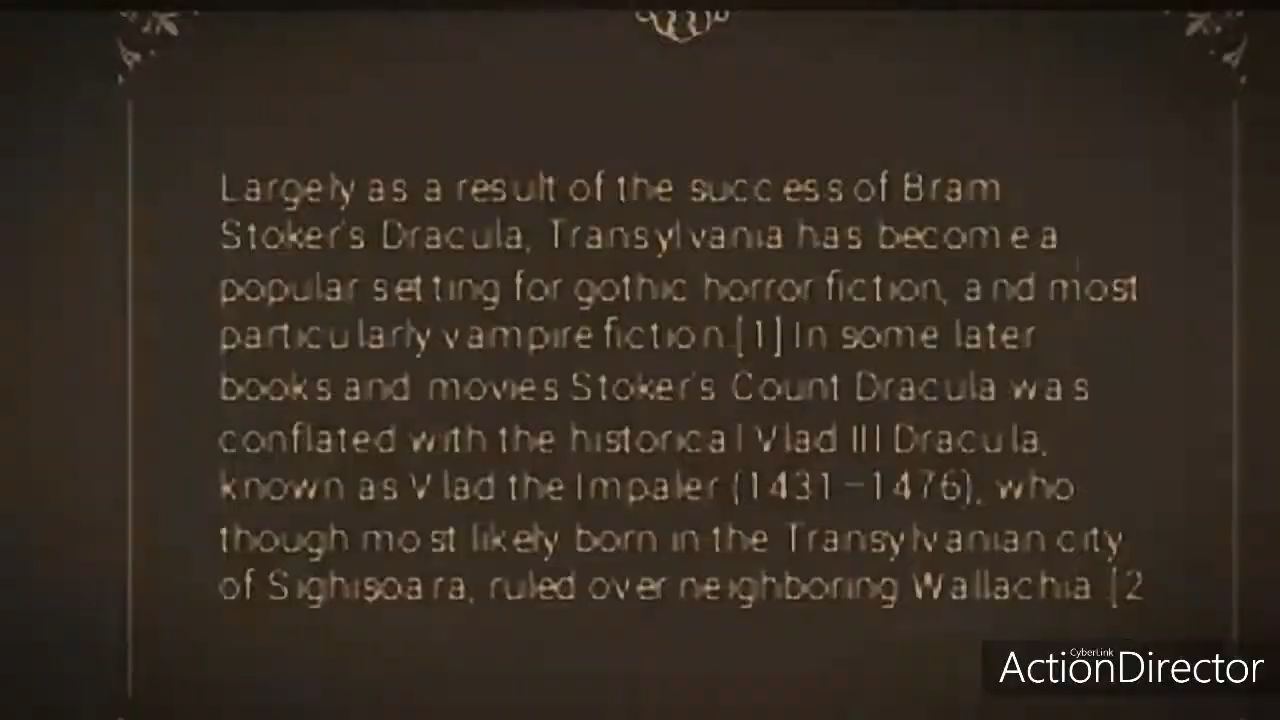 Largely as a result of the success of Bram
Stoker's Dracula, Transylvania has become a
popular setting for gothic horror fiction, and most
particularly vampire fiction.[1] In some later
books and movies Stoker's Count Dracula was
conflated with the historical Vlad III Dracula,
known as Vlad the Impaler (1431–1476), who
though most likely born in the Transylvanian city
of Sighișoara, ruled over neighboring Wallachia.[2
CyberLink
ActionDirector